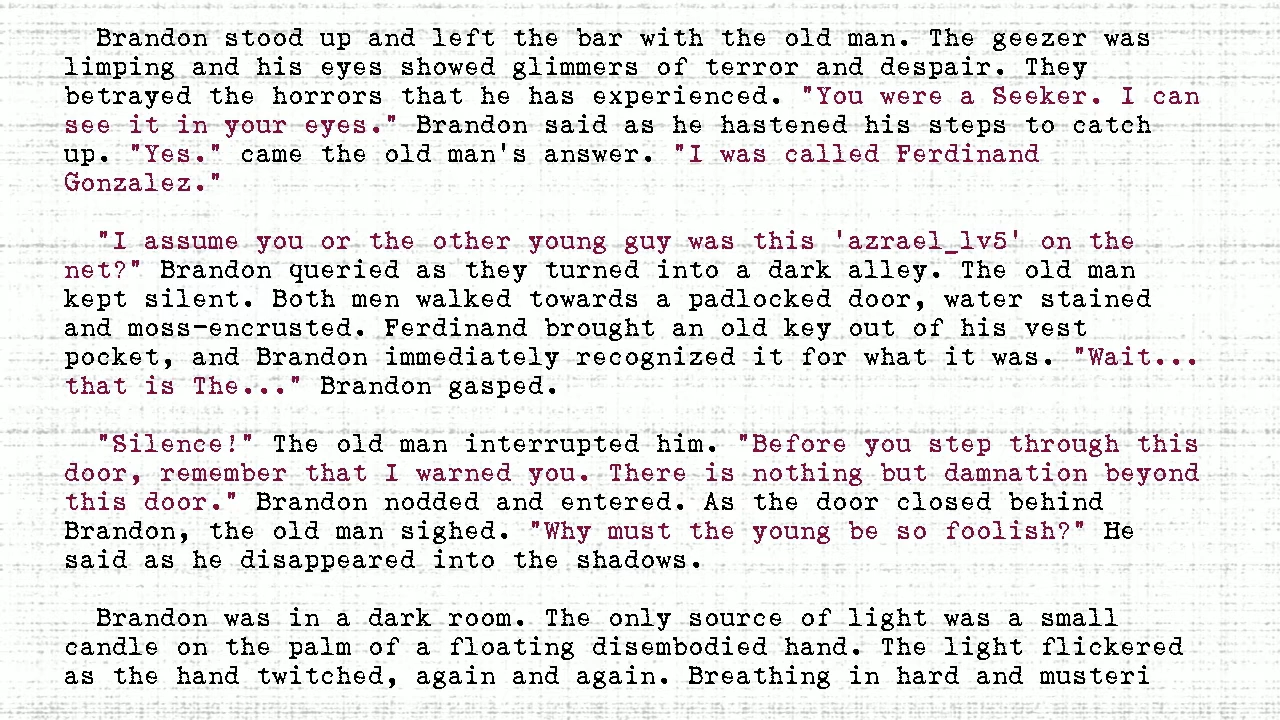 Brandon stood up and left the bar with the old man. The geezer was
limping and his eyes showed glimmers of terror and despair. They
betrayed the horrors that he has experienced. "You were a Seeker. I can
see it in your eyes." Brandon said as he hastened his steps to catch
up. "Yes." came the old man's answer. "I was called Ferdinand
Gonzalez."
"I assume you or the other young guy was this 'azrael_lv5' on the
net?" Brandon queried as they turned into a dark alley. The old man
kept silent. Both men walked towards a padlocked door, water stained
and moss-encrusted. Ferdinand brought an old key out of his vest
pocket, and Brandon immediately recognized it for what it was. "Wait...
that is The..." Brandon gasped.
"Silence!" The old man interrupted him. "Before you step through this
door, remember that I warned you. There is nothing but damnation beyond
this door." Brandon nodded and entered. As the door closed behind
Brandon, the old man sighed. "Why must the young be so foolish?" He
said as he disappeared into the shadows.
Brandon was in a dark room. The only source of light was a small
candle on the palm of a floating disembodied hand. The light flickered
as the hand twitched, again and again. Breathing in hard and musteri